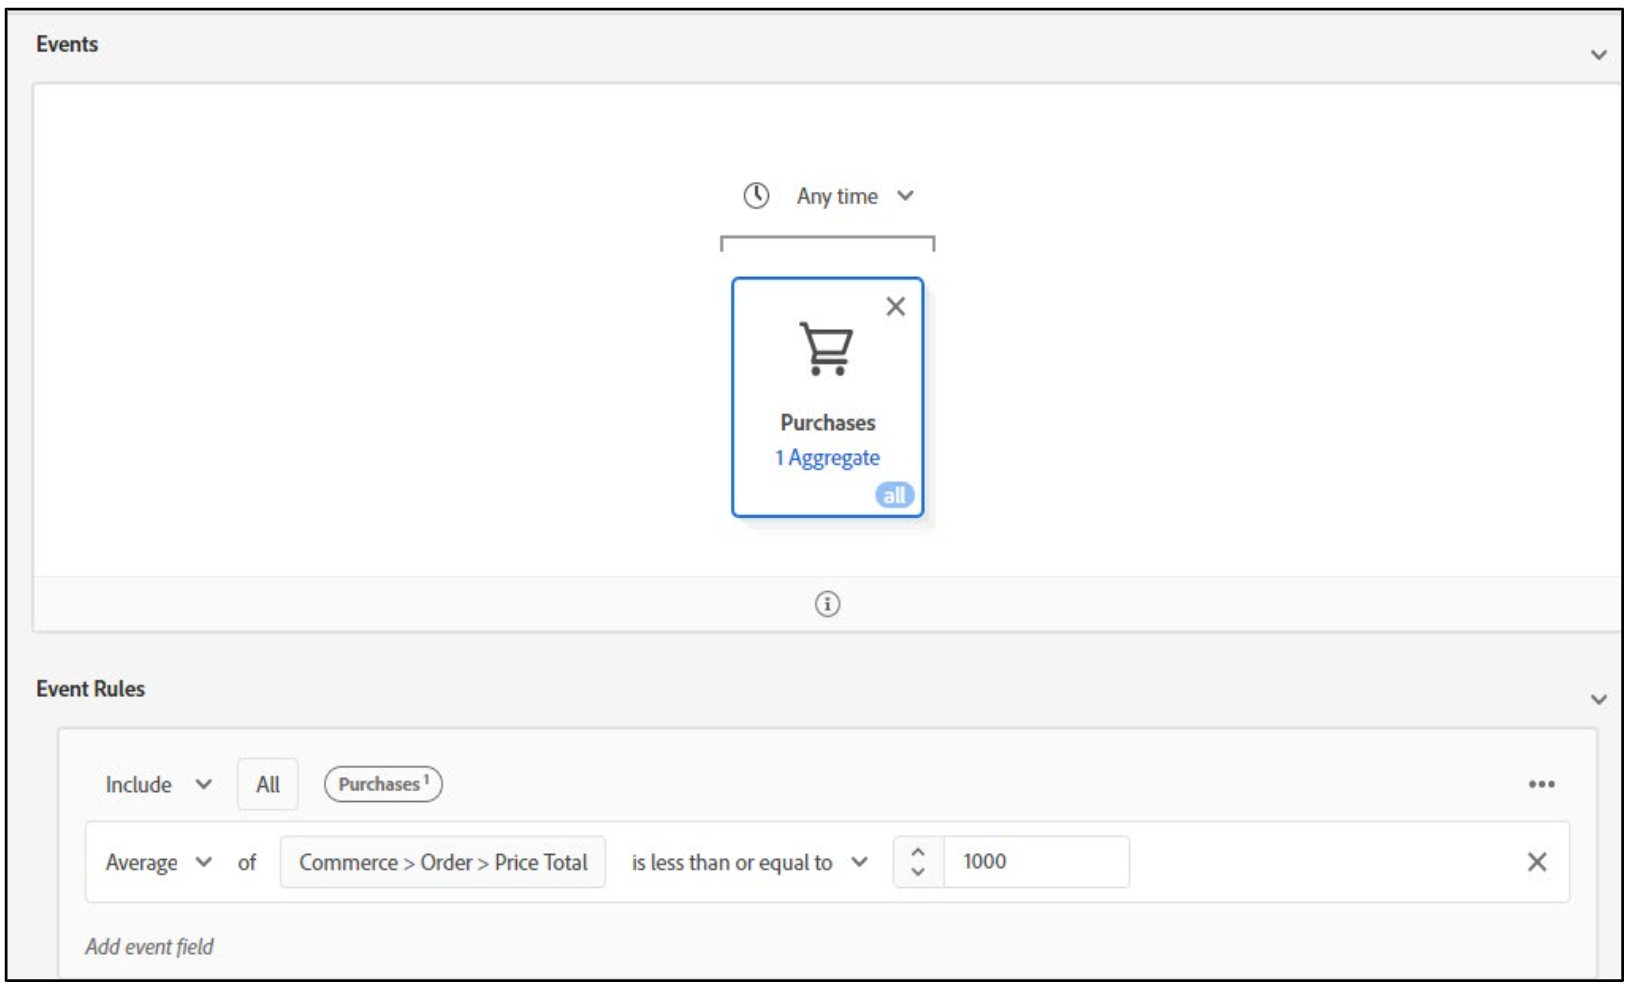 Events
Any time
Purchases
1 Aggregate
all
Event Rules
Include All Purchases 1
Average of Commerce > Order > Price Total is less than or equal to 1000
Add event field